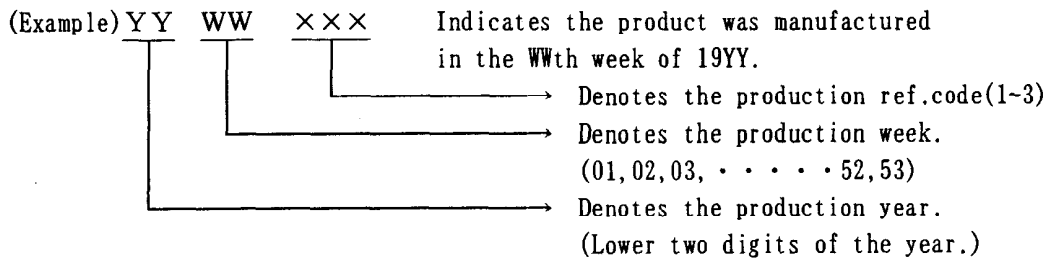 (Example) YY WW ××× Indicates the product was manufactured
in the WWth week of 19YY.
Denotes the production ref.code(1~3)
Denotes the production week.
(01,02,03, ・・・・・52,53)
Denotes the production year.
(Lower two digits of the year.)